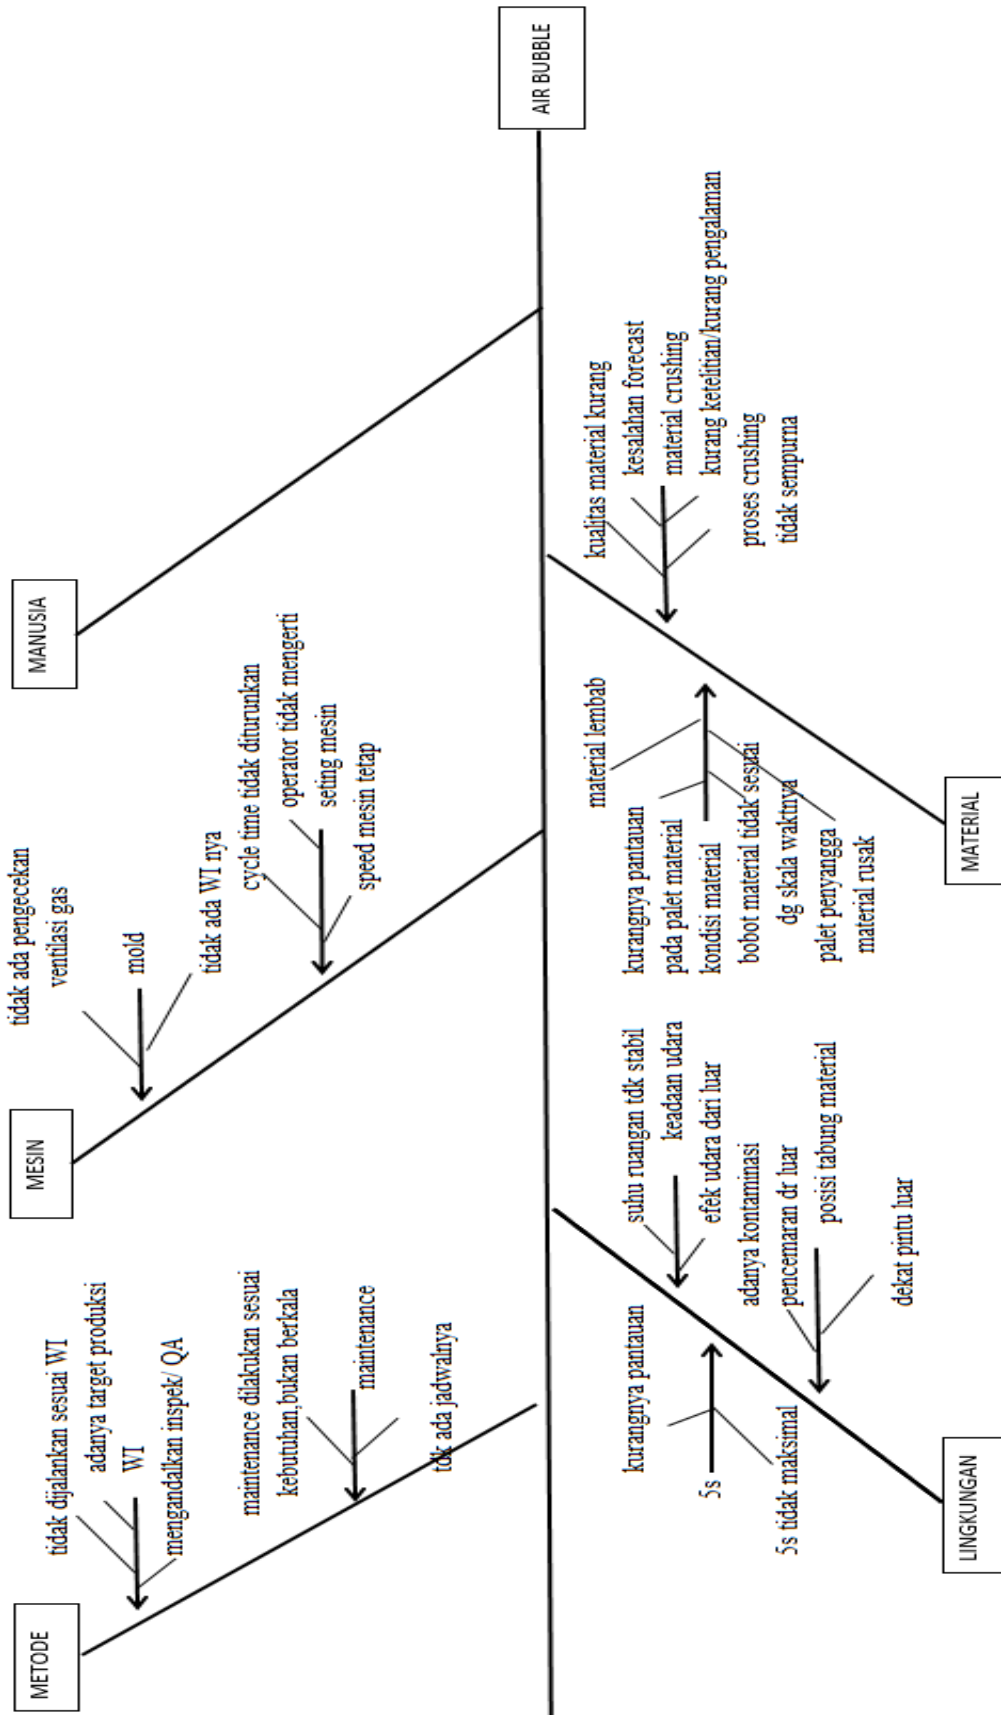 METODE
tidak dijalankan sesuai WI
adanya target produksi
WI
mengandalkan inspek/ QA
maintenance dilakukan sesuai
kebutuhan,bukan berkala
maintenance
tdk ada jadwalnya
MESIN
tidak ada pengecekan
ventilasi gas
mold
tidak ada WI nya
cycle time tidak diturunkan
operator tidak mengerti
seting mesin
speed mesin tetap
MANUSIA
AIR BUBBLE
LINGKUNGAN
kurangnya pantauan
5s
5s tidak maksimal
suhu ruangan tdk stabil
keadaan udara
efek udara dari luar
adanya kontaminasi
pencemaran dr luar
posisi tabung material
dekat pintu luar
MATERIAL
material lembab
kurangnya pantauan
pada palet material
kondisi material
bobot material tidak sesuai
dg skala waktnya
palet penyangga
material rusak
kualitas material kurang
kesalahan forecast
material crushing
kurang ketelitian/kurang pengalaman
proses crushing
tidak sempurna